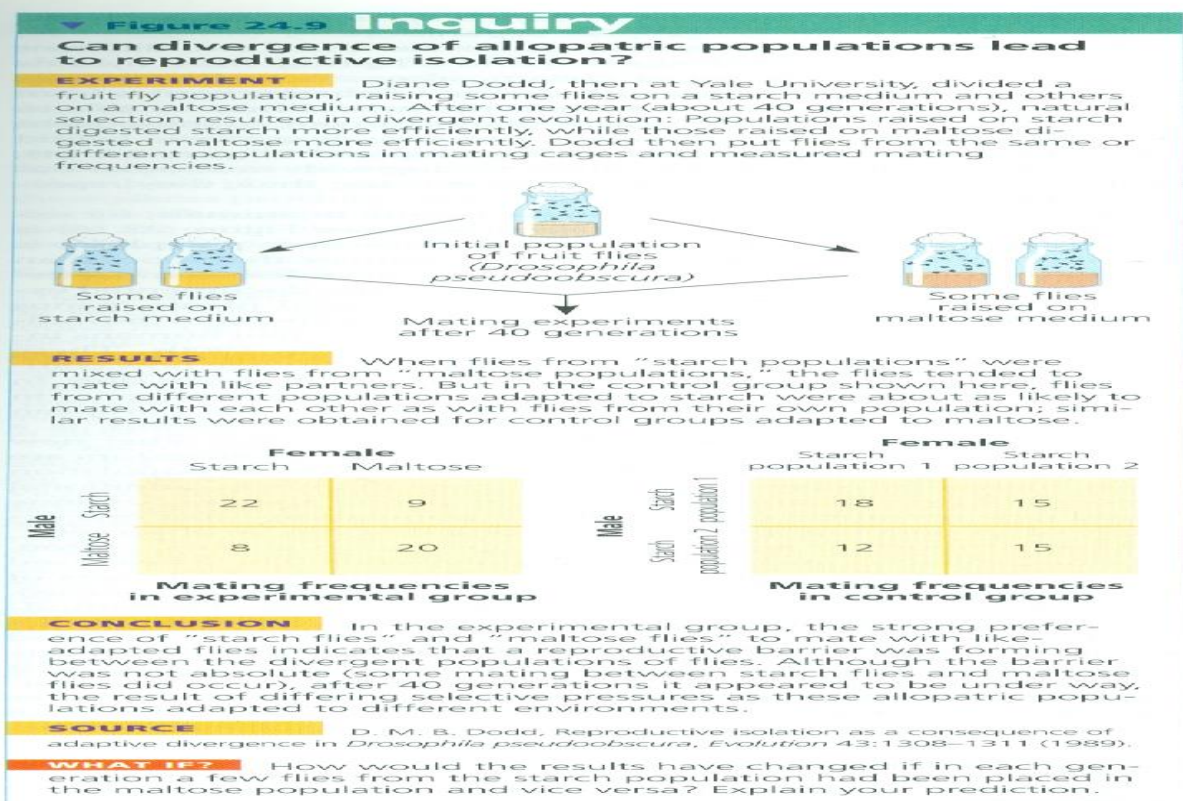 ▼ Figure 24.9 Inquiry
Can divergence of allopatric populations lead
to reproductive isolation?
EXPERIMENT Diane Dodd, then at Yale University, divided a
fruit fly population, raising some flies on a starch medium and others
on a maltose medium. After one year (about 40 generations), natural
selection resulted in divergent evolution: Populations raised on starch
digested starch more efficiently, while those raised on maltose di-
gested maltose more efficiently. Dodd then put flies from the same or
different populations in mating cages and measured mating
frequencies.
Initial population
of fruit flies
(Drosophila
pseudoobscura)
Some flies
raised on
starch medium
Some flies
raised on
maltose medium
Mating experiments
after 40 generations
RESULTS When flies from "starch populations" were
mixed with flies from "maltose populations," the flies tended to
mate with like partners. But in the control group shown here, flies
from different populations adapted to starch were about as likely to
mate with each other as with flies from their own population; simi-
lar results were obtained for control groups adapted to maltose.
Female
Starch Maltose
Male
Starch 22 9
Maltose 8 20
Mating frequencies
in experimental group
Female
Starch population 1 Starch population 2
Male
Starch population 1 18 15
Starch population 2 12 15
Mating frequencies
in control group
CONCLUSION In the experimental group, the strong prefer-
ence of "starch flies" and "maltose flies" to mate with like-
adapted flies indicates that a reproductive barrier was forming
between the divergent populations of flies. Although the barrier
was not absolute (some mating between starch flies and maltose
flies did occur), after 40 generations it appeared to be under way,
the result of differing selective pressures as these allopatric popu-
lations adapted to different environments.
SOURCE D. M. B. Dodd, Reproductive isolation as a consequence of
adaptive divergence in Drosophila pseudoobscura, Evolution 43:1308–1311 (1989).
WHAT IF? How would the results have changed if in each gen-
eration a few flies from the starch population had been placed in
the maltose population and vice versa? Explain your prediction.